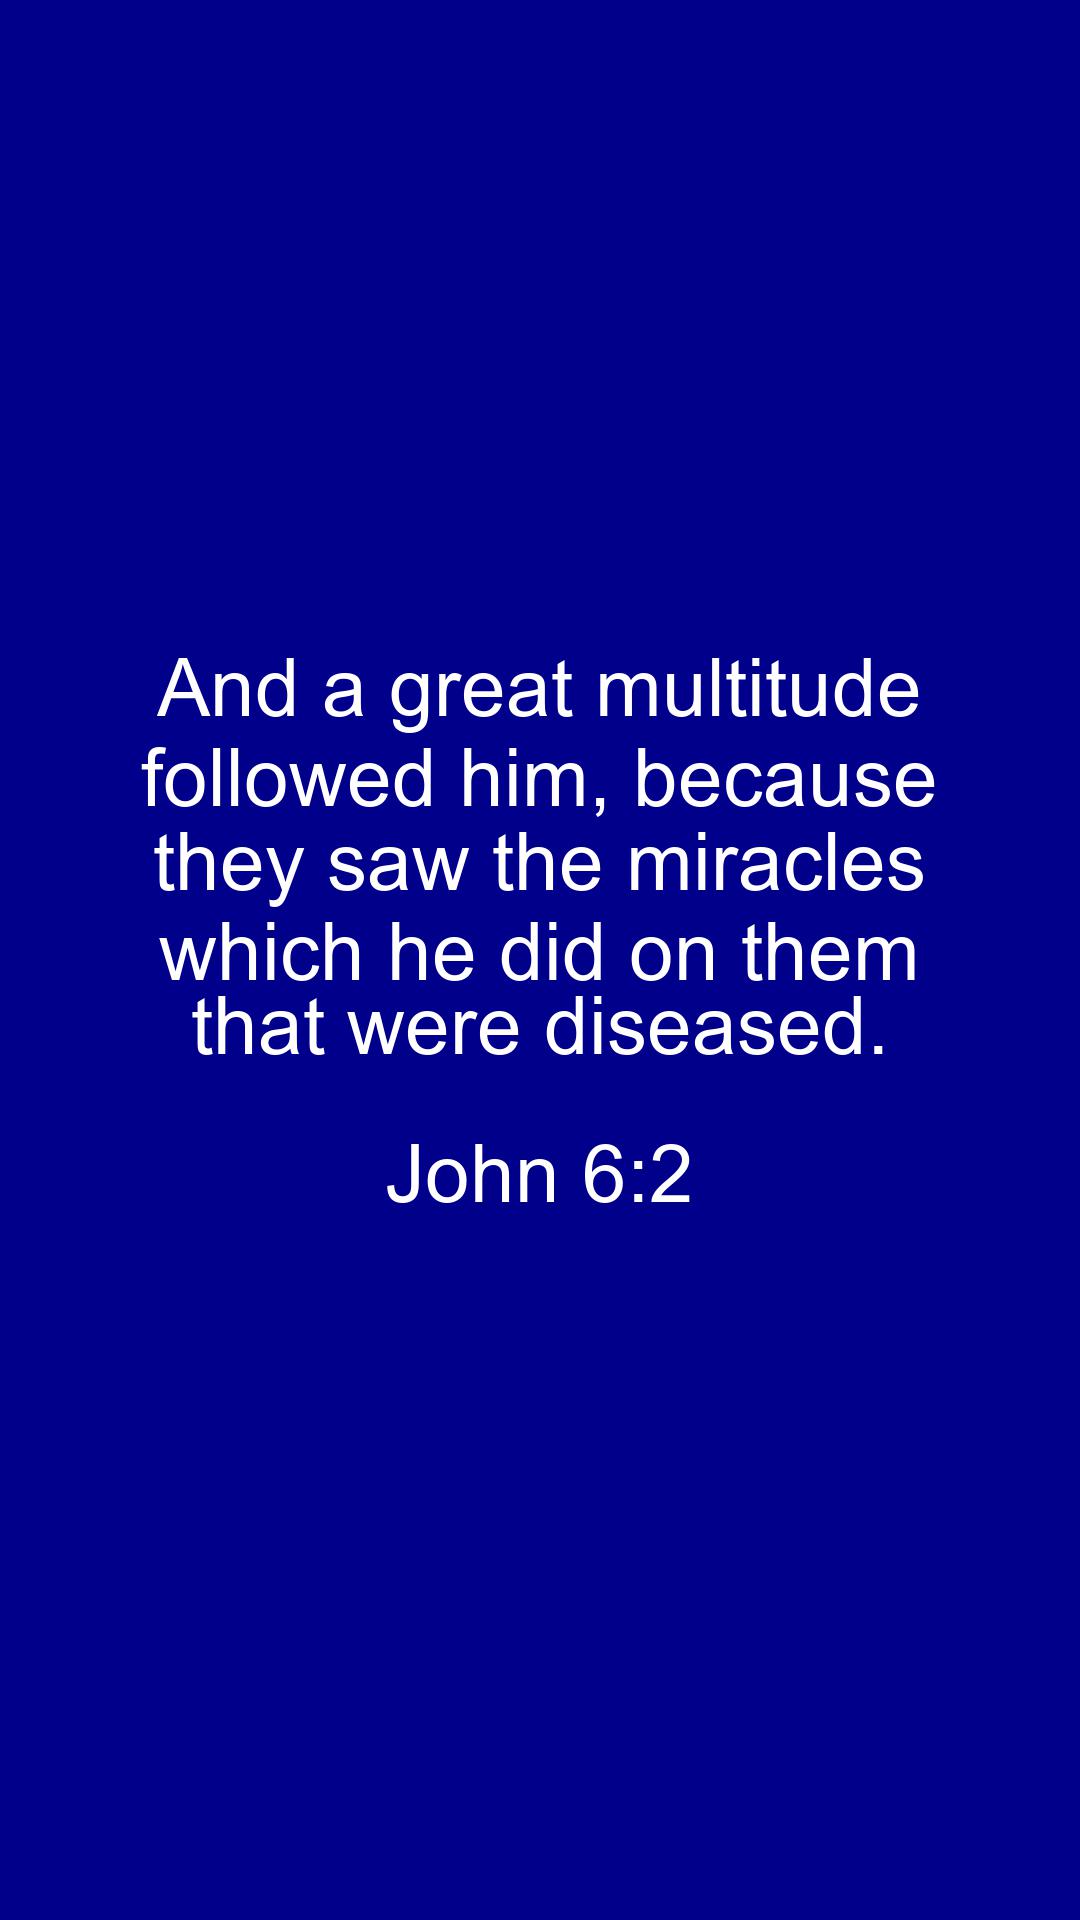 And a great multitude
followed him, because
they saw the miracles
which he did on them
that were diseased.
John 6:2